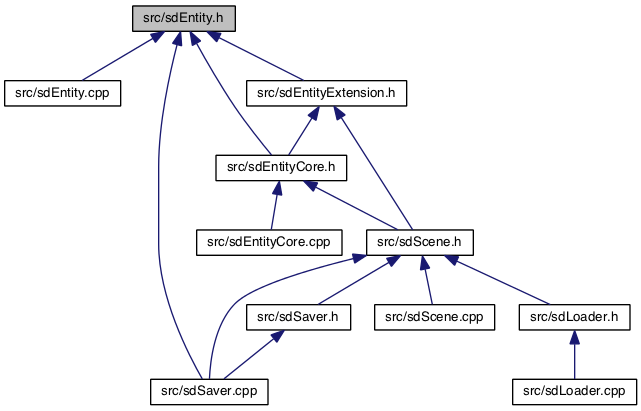 src/sdEntity.h
src/sdEntity.cpp
src/sdEntityExtension.h
src/sdEntityCore.h
src/sdEntityCore.cpp
src/sdScene.h
src/sdSaver.h
src/sdScene.cpp
src/sdLoader.h
src/sdSaver.cpp
src/sdLoader.cpp